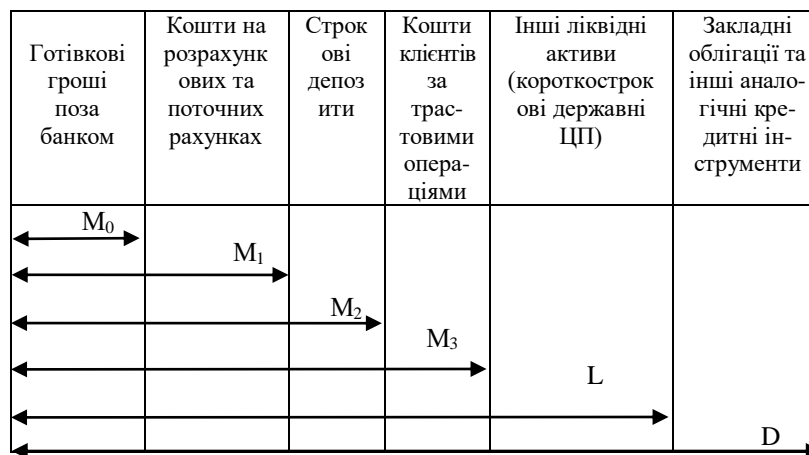 Готівкові
гроші
поза
банком
Кошти на
розрахунк
ових та
поточних
рахунках
Строк
ові
депоз
ити
Кошти
клієнтів
за
трас-
товими
опера-
ціями
Інші ліквідні
активи
(короткострок
ові державні
ЦП)
Закладні
облігації та
інші анало-
гічні кре-
дитні ін-
струменти
M₀
M₁
M₂
M₃
L
D